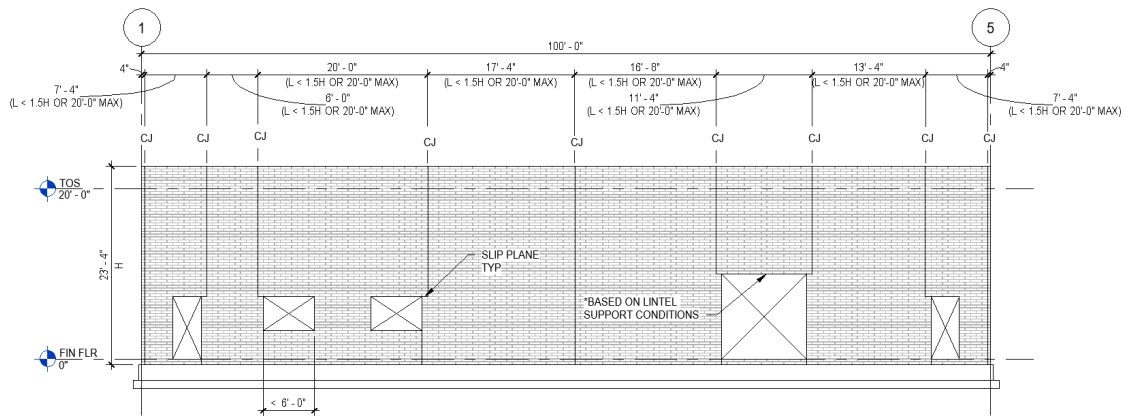 1
5
100' - 0"
4"
20' - 0"
17' - 4"
16' - 8"
13' - 4"
4"
(L < 1.5H OR 20'-0" MAX)
(L < 1.5H OR 20'-0" MAX)
(L < 1.5H OR 20'-0" MAX)
(L < 1.5H OR 20'-0" MAX)
7' - 4"
(L < 1.5H OR 20'-0" MAX)
6' - 0"
(L < 1.5H OR 20'-0" MAX)
11' - 4"
(L < 1.5H OR 20'-0" MAX)
7' - 4"
(L < 1.5H OR 20'-0" MAX)
CJ
CJ
CJ
CJ
CJ
CJ
CJ
CJ
CJ
TOS
20' - 0"
23' - 4"
H
SLIP PLANE
TYP
*BASED ON LINTEL
SUPPORT CONDITIONS
FIN FLR
0"
< 6' - 0"